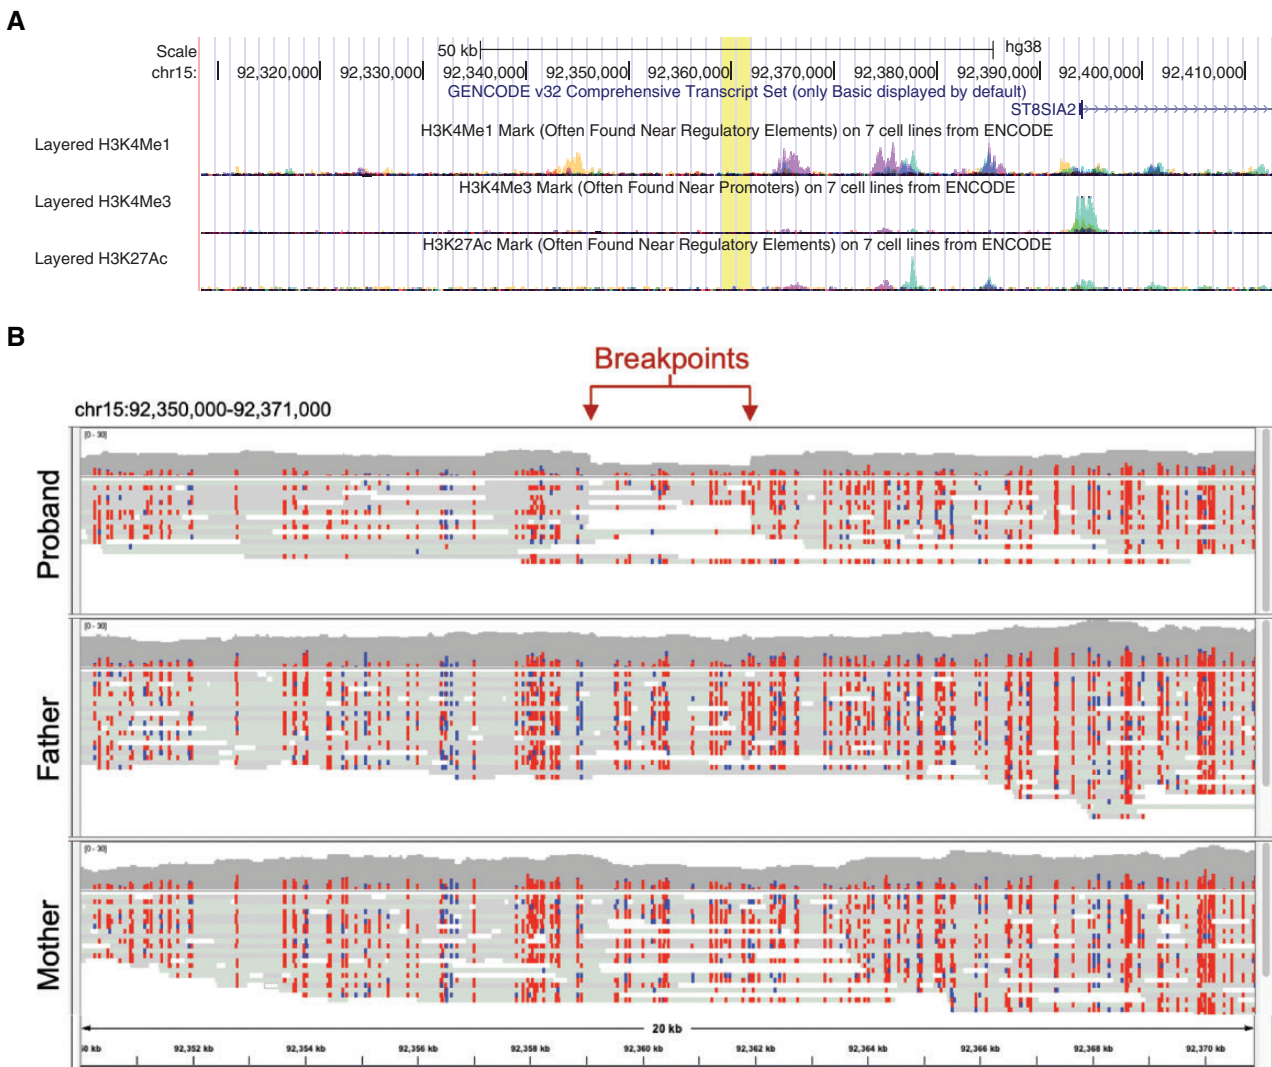 A
Scale
50 kb
hg38
chr15:
92,320,000
92,330,000
92,340,000
92,350,000
92,360,000
92,370,000
92,380,000
92,390,000
92,400,000
92,410,000
GENCODE v32 Comprehensive Transcript Set (only Basic displayed by default)
ST8SIA2
H3K4Me1 Mark (Often Found Near Regulatory Elements) on 7 cell lines from ENCODE
Layered H3K4Me1
H3K4Me3 Mark (Often Found Near Promoters) on 7 cell lines from ENCODE
Layered H3K4Me3
H3K27Ac Mark (Often Found Near Regulatory Elements) on 7 cell lines from ENCODE
Layered H3K27Ac
B
Breakpoints
chr15:92,350,000-92,371,000
[0 - 30]
Proband
[0 - 30]
Father
[0 - 30]
Mother
20 kb
92,352 kb
92,354 kb
92,356 kb
92,358 kb
92,360 kb
92,362 kb
92,364 kb
92,366 kb
92,368 kb
92,370 kb